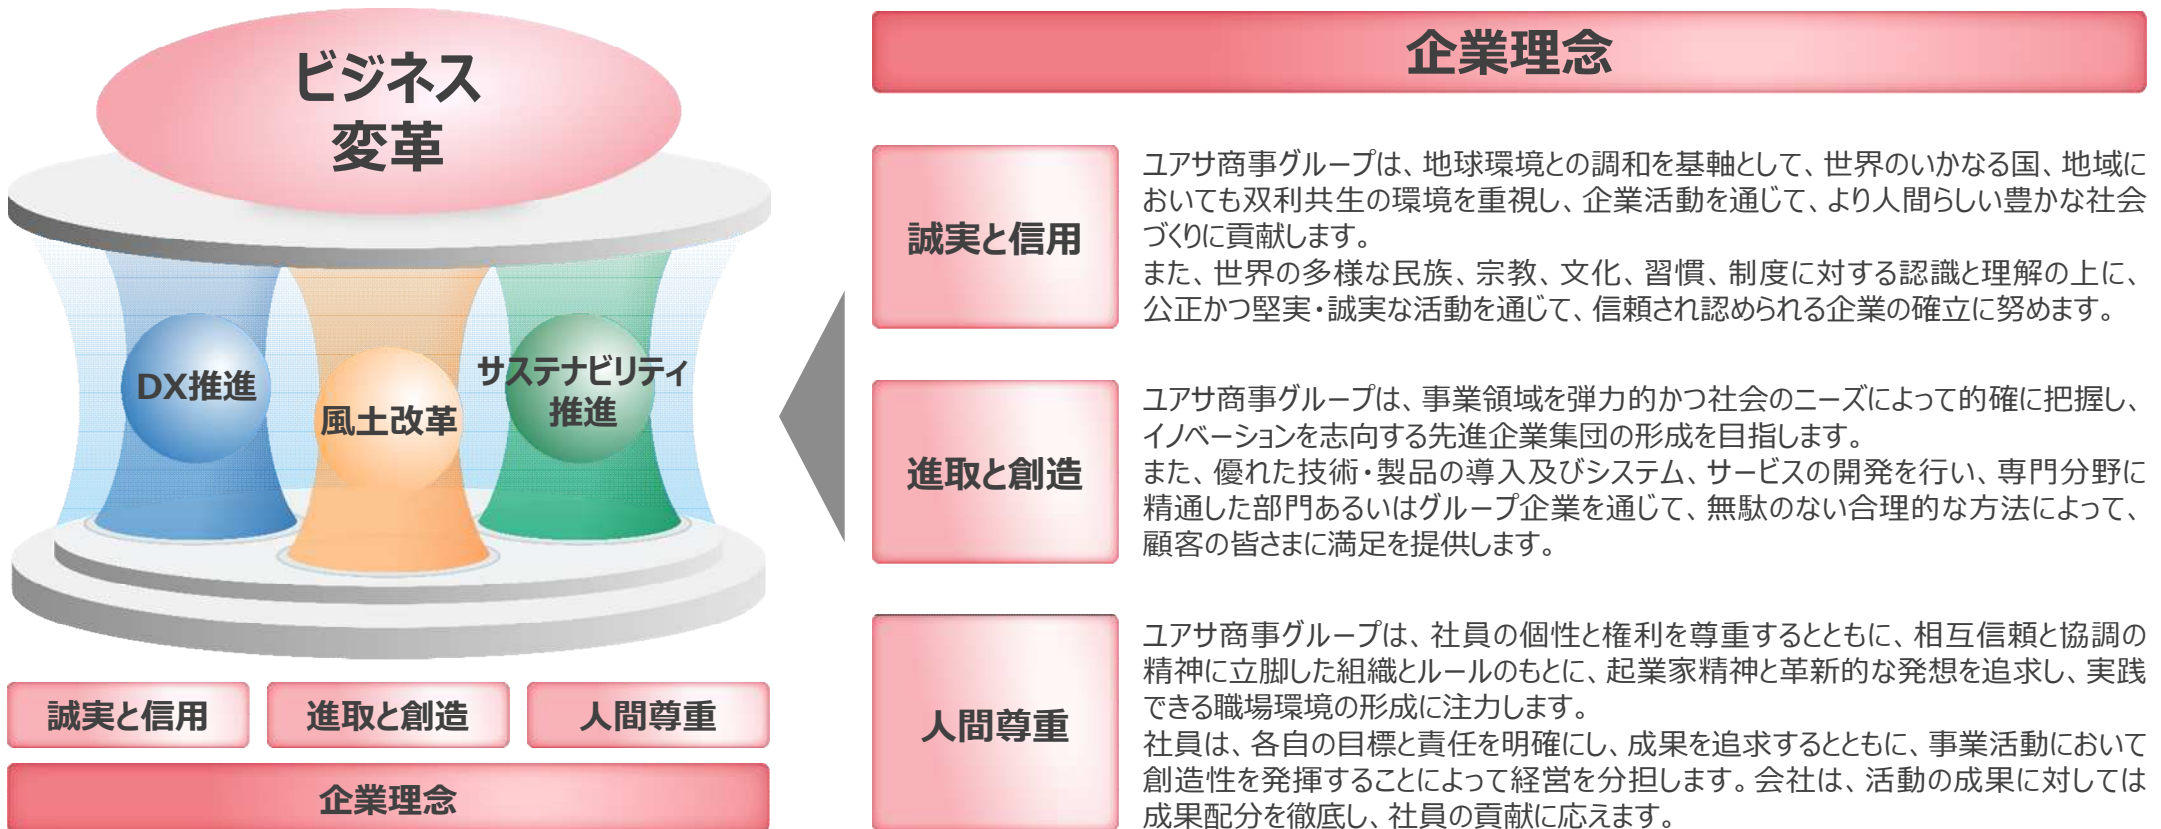 ビジネス
変革
DX推進
風土改革
サステナビリティ
推進
誠実と信用
進取と創造
人間尊重
企業理念
企業理念
誠実と信用
ユアサ商事グループは、地球環境との調和を基軸として、世界のいかなる国、地域に
おいても双利共生の環境を重視し、企業活動を通じて、より人間らしい豊かな社会
づくりに貢献します。
また、世界の多様な民族、宗教、文化、習慣、制度に対する認識と理解の上に、
公正かつ堅実・誠実な活動を通じて、信頼され認められる企業の確立に努めます。
進取と創造
ユアサ商事グループは、事業領域を弾力的かつ社会のニーズによって的確に把握し、
イノベーションを志向する先進企業集団の形成を目指します。
また、優れた技術・製品の導入及びシステム、サービスの開発を行い、専門分野に
精通した部門あるいはグループ企業を通じて、無駄のない合理的な方法によって、
顧客の皆さまに満足を提供します。
人間尊重
ユアサ商事グループは、社員の個性と権利を尊重するとともに、相互信頼と協調の
精神に立脚した組織とルールのもとに、起業家精神と革新的な発想を追求し、実践
できる職場環境の形成に注力します。
社員は、各自の目標と責任を明確にし、成果を追求するとともに、事業活動において
創造性を発揮することによって経営を分担します。会社は、活動の成果に対しては
成果配分を徹底し、社員の貢献に応えます。